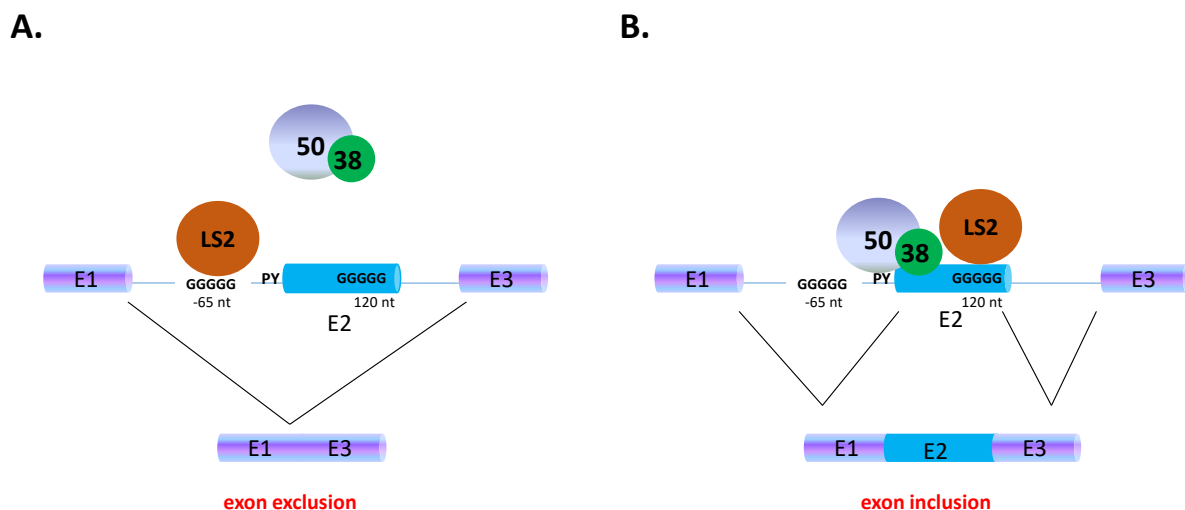 A.
50
38
LS2
E1
GGGGG
PY
GGGGG
E3
-65 nt
120 nt
E2
E1 E3
exon exclusion
B.
50
38
LS2
E1
GGGGG
PY
GGGGG
E3
-65 nt
120 nt
E2
E1 E2 E3
exon inclusion